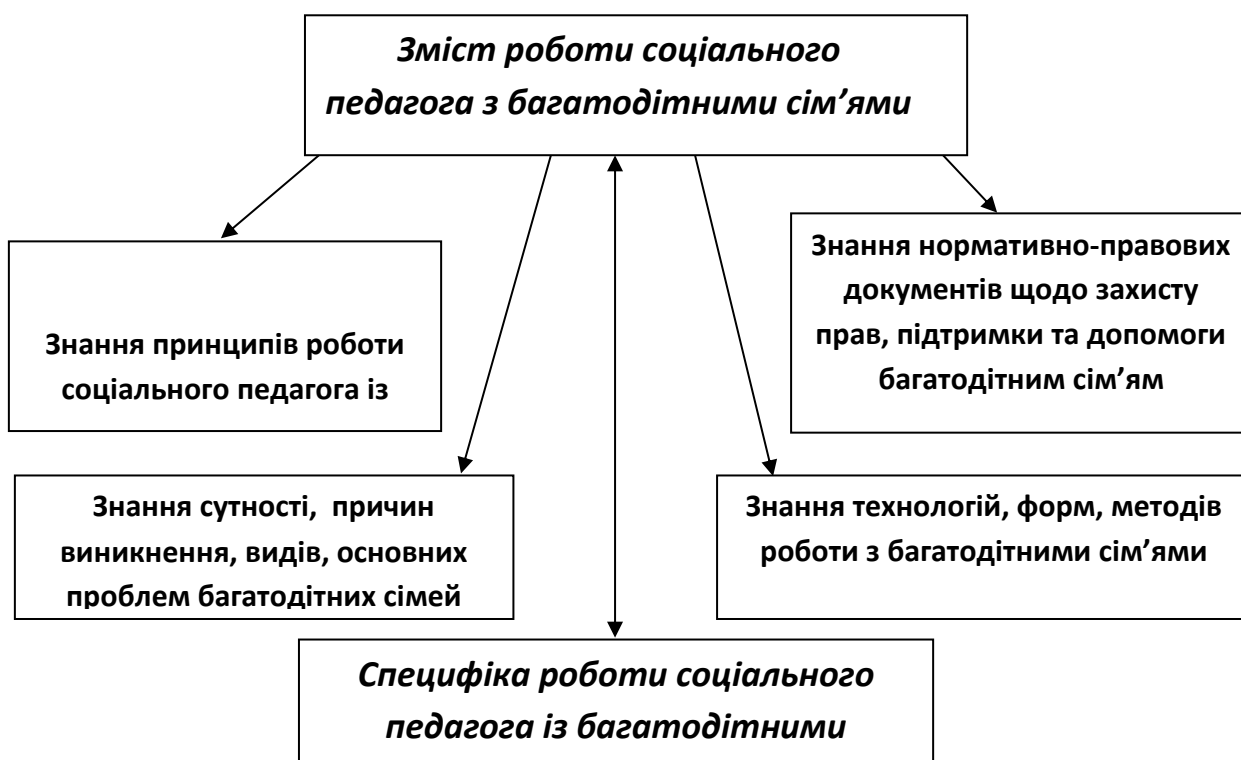 Зміст роботи соціального
педагога з багатодітними сім’ями
Знання принципів роботи
соціального педагога із
Знання нормативно-правових
документів щодо захисту
прав, підтримки та допомоги
багатодітним сім’ям
Знання сутності, причин
виникнення, видів, основних
проблем багатодітних сімей
Знання технологій, форм, методів
роботи з багатодітними сім’ями
Специфіка роботи соціального
педагога із багатодітними